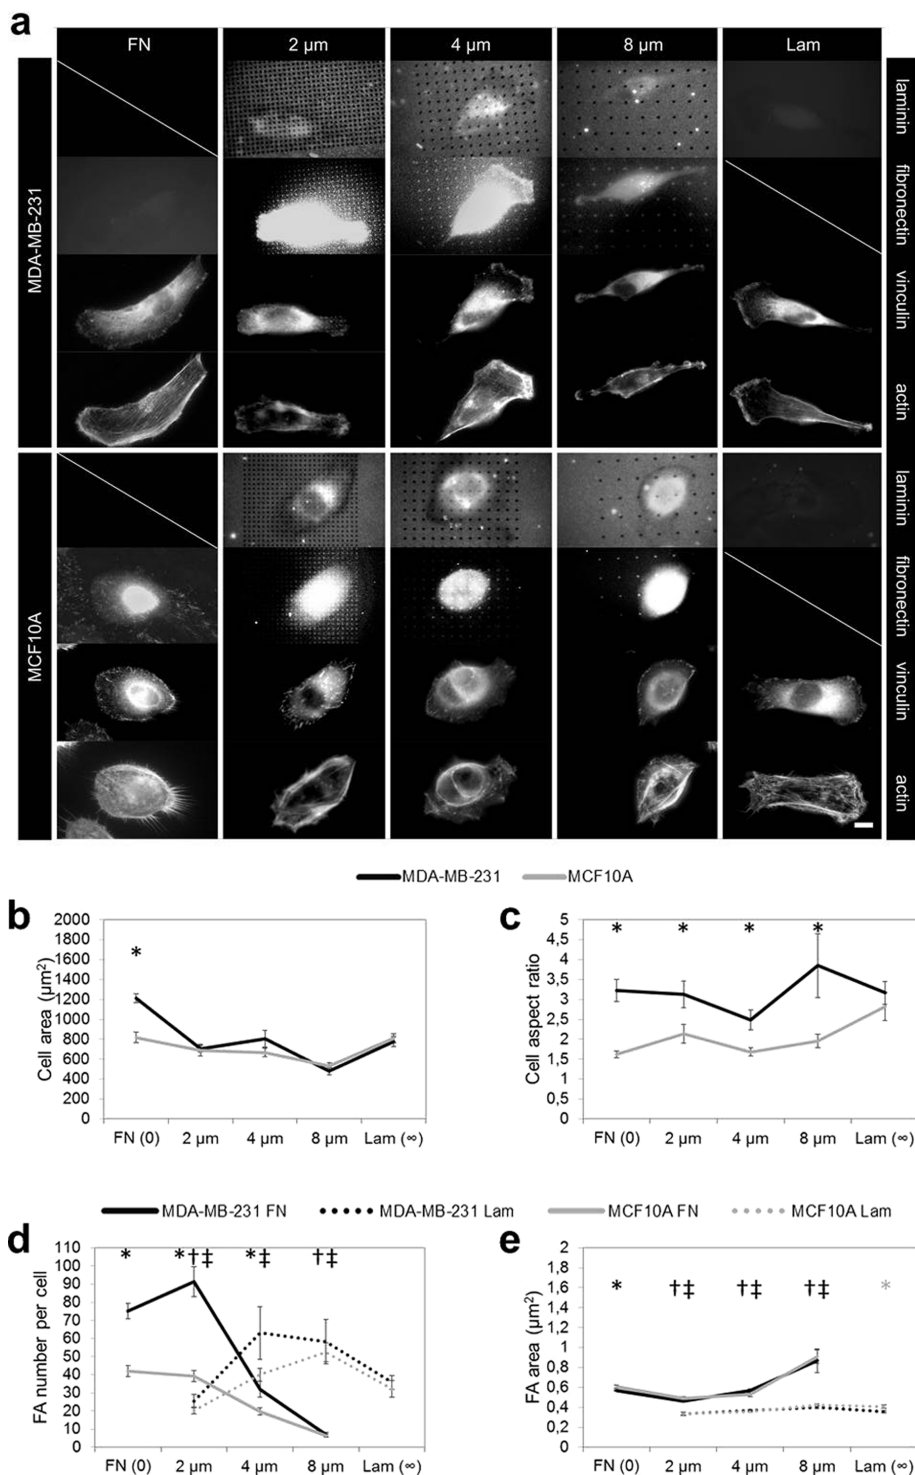 a
FN
2 µm
4 µm
8 µm
Lam
MDA-MB-231
laminin
fibronectin
vinculin
actin
MCF10A
laminin
fibronectin
vinculin
actin
MDA-MB-231
MCF10A
b
Cell area (µm²)
2000
1800
1600
1400
1200
1000
800
600
400
200
0
*
FN (0) 2 µm 4 µm 8 µm Lam (∞)
c
Cell aspect ratio
5
4,5
4
3,5
3
2,5
2
1,5
1
0,5
0
* * * *
FN (0) 2 µm 4 µm 8 µm Lam (∞)
MDA-MB-231 FN
MDA-MB-231 Lam
MCF10A FN
MCF10A Lam
d
FA number per cell
110
100
90
80
70
60
50
40
30
20
10
0
* *†‡ *‡ †‡
FN (0) 2 µm 4 µm 8 µm Lam (∞)
e
FA area (µm²)
2
1,8
1,6
1,4
1,2
1
0,8
0,6
0,4
0,2
0
* †‡ †‡ †‡ *
FN (0) 2 µm 4 µm 8 µm Lam (∞)